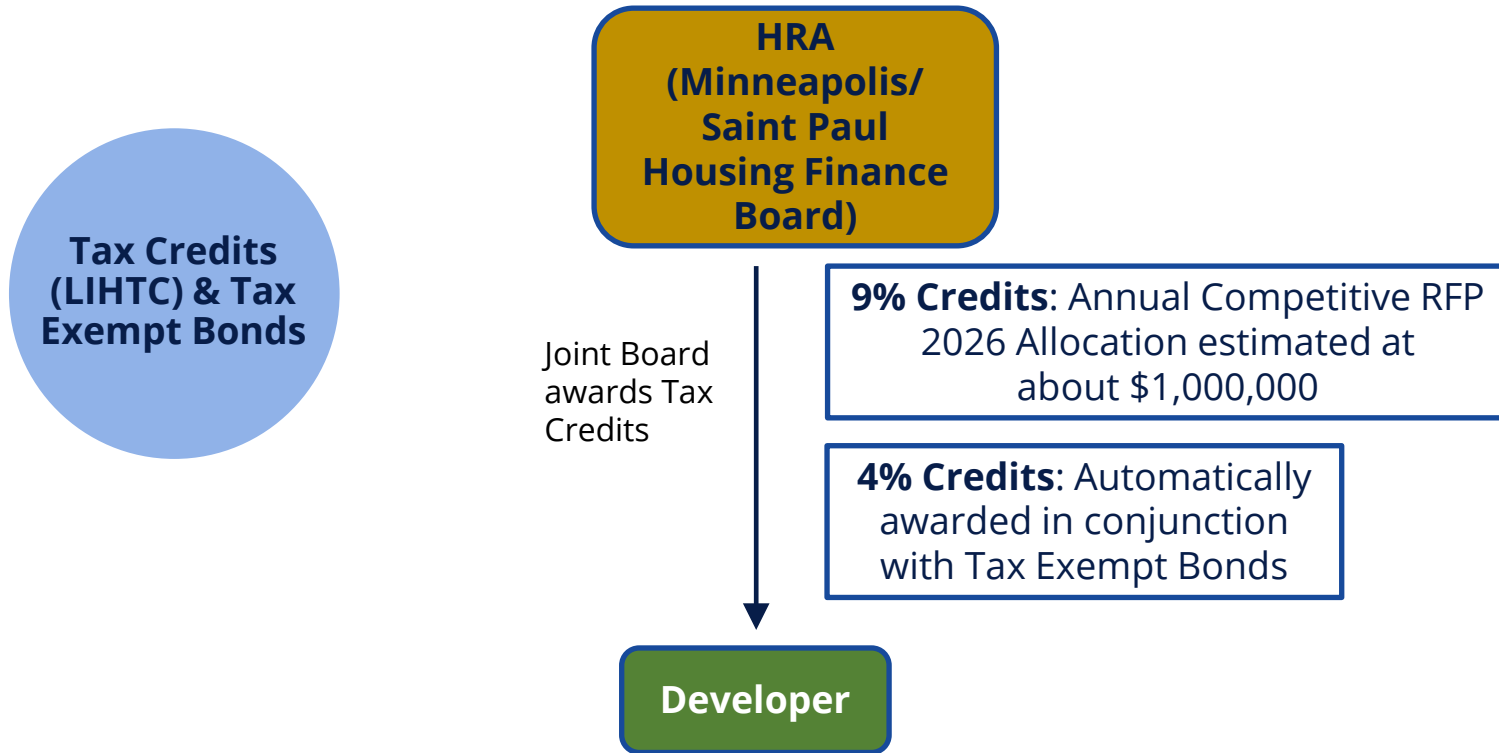 HRA
(Minneapolis/
Saint Paul
Housing Finance
Board)
Tax Credits
(LIHTC) & Tax
Exempt Bonds
Joint Board
awards Tax
Credits
9% Credits: Annual Competitive RFP
2026 Allocation estimated at
about $1,000,000
4% Credits: Automatically
awarded in conjunction
with Tax Exempt Bonds
Developer